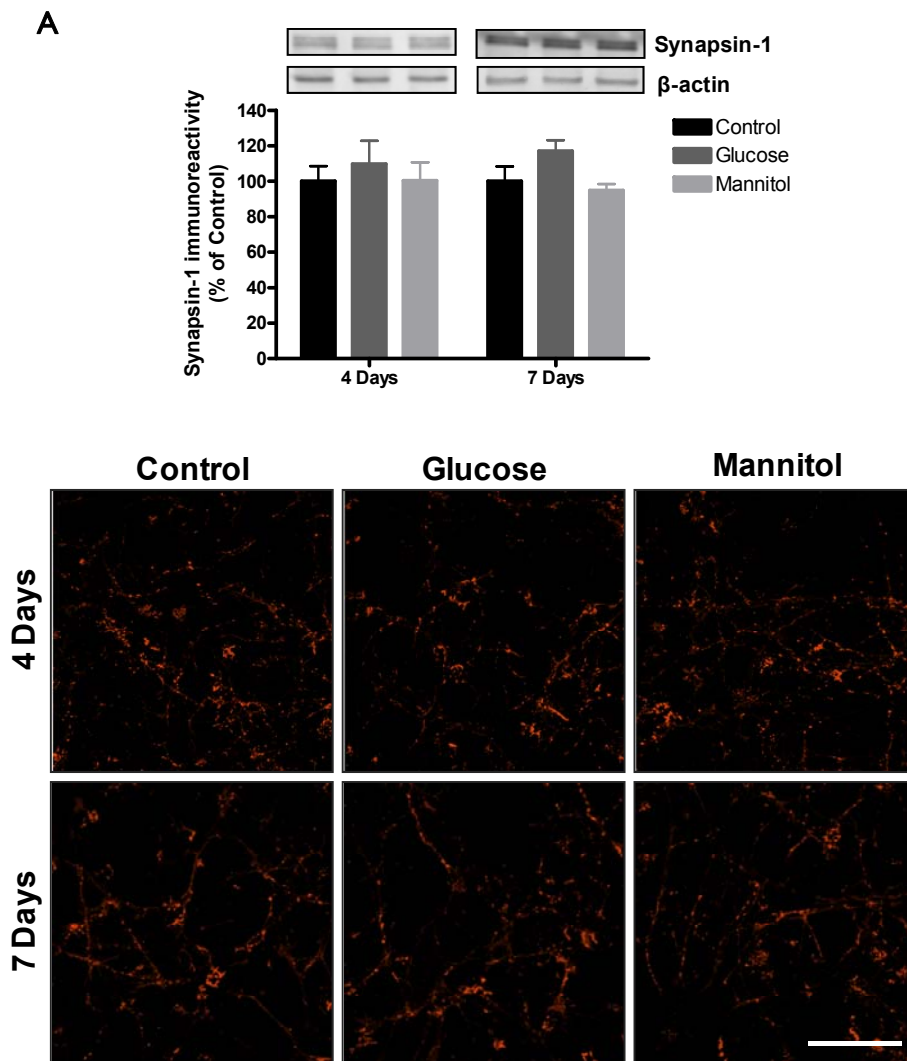 A
Synapsin-1
β-actin
Synapsin-1 immunoreactivity
(% of Control)
140
120
100
80
60
40
20
0
4 Days
7 Days
Control
Glucose
Mannitol
Control
Glucose
Mannitol
4 Days
7 Days